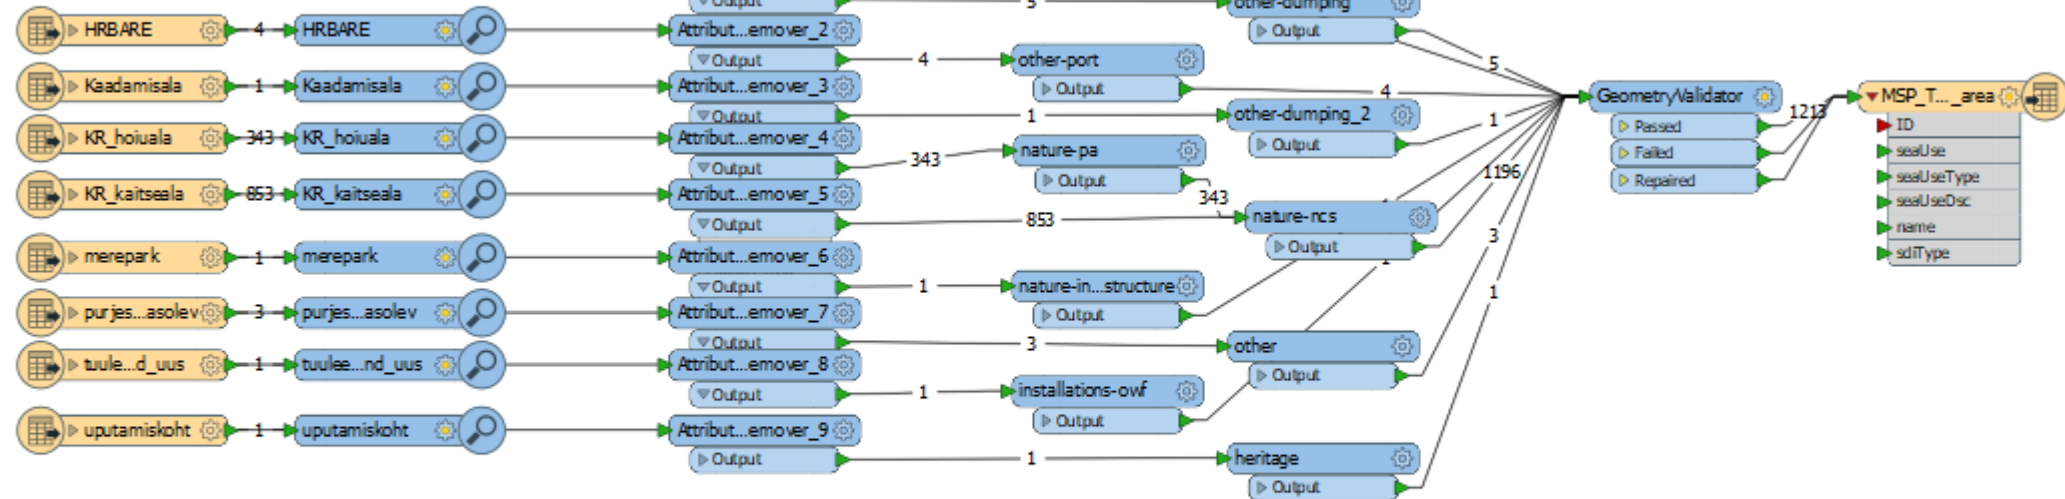 Output 5 other-dumping
HRBARE 4 HRBARE Attribut...emover_2 Output 5
Output 4 other-port
Kaadamisala 1 Kaadamisala Attribut...emover_3 Output 4 GeometryValidator MSP_T..._area
Output 1 other-dumping_2 1 Passed 1213 ID
KR_hoiuala 343 KR_hoiuala Attribut...emover_4 Output Failed seaUse
Output 343 nature-pa 1196 Repaired seaUseType
KR_kaitseala 853 KR_kaitseala Attribut...emover_5 Output 343 seaUseDsc
Output 853 nature-ncs 3 name
merepark 1 merepark Attribut...emover_6 Output sdiType
Output 1 nature-in...structure 1
purjes...asolev 3 purjes...asolev Attribut...emover_7 Output
Output 3 other
tuule...d_uus 1 tuulee...nd_uus Attribut...emover_8 Output
Output 1 installations-owf
uputamiskoht 1 uputamiskoht Attribut...emover_9 Output
Output 1 heritage
Output